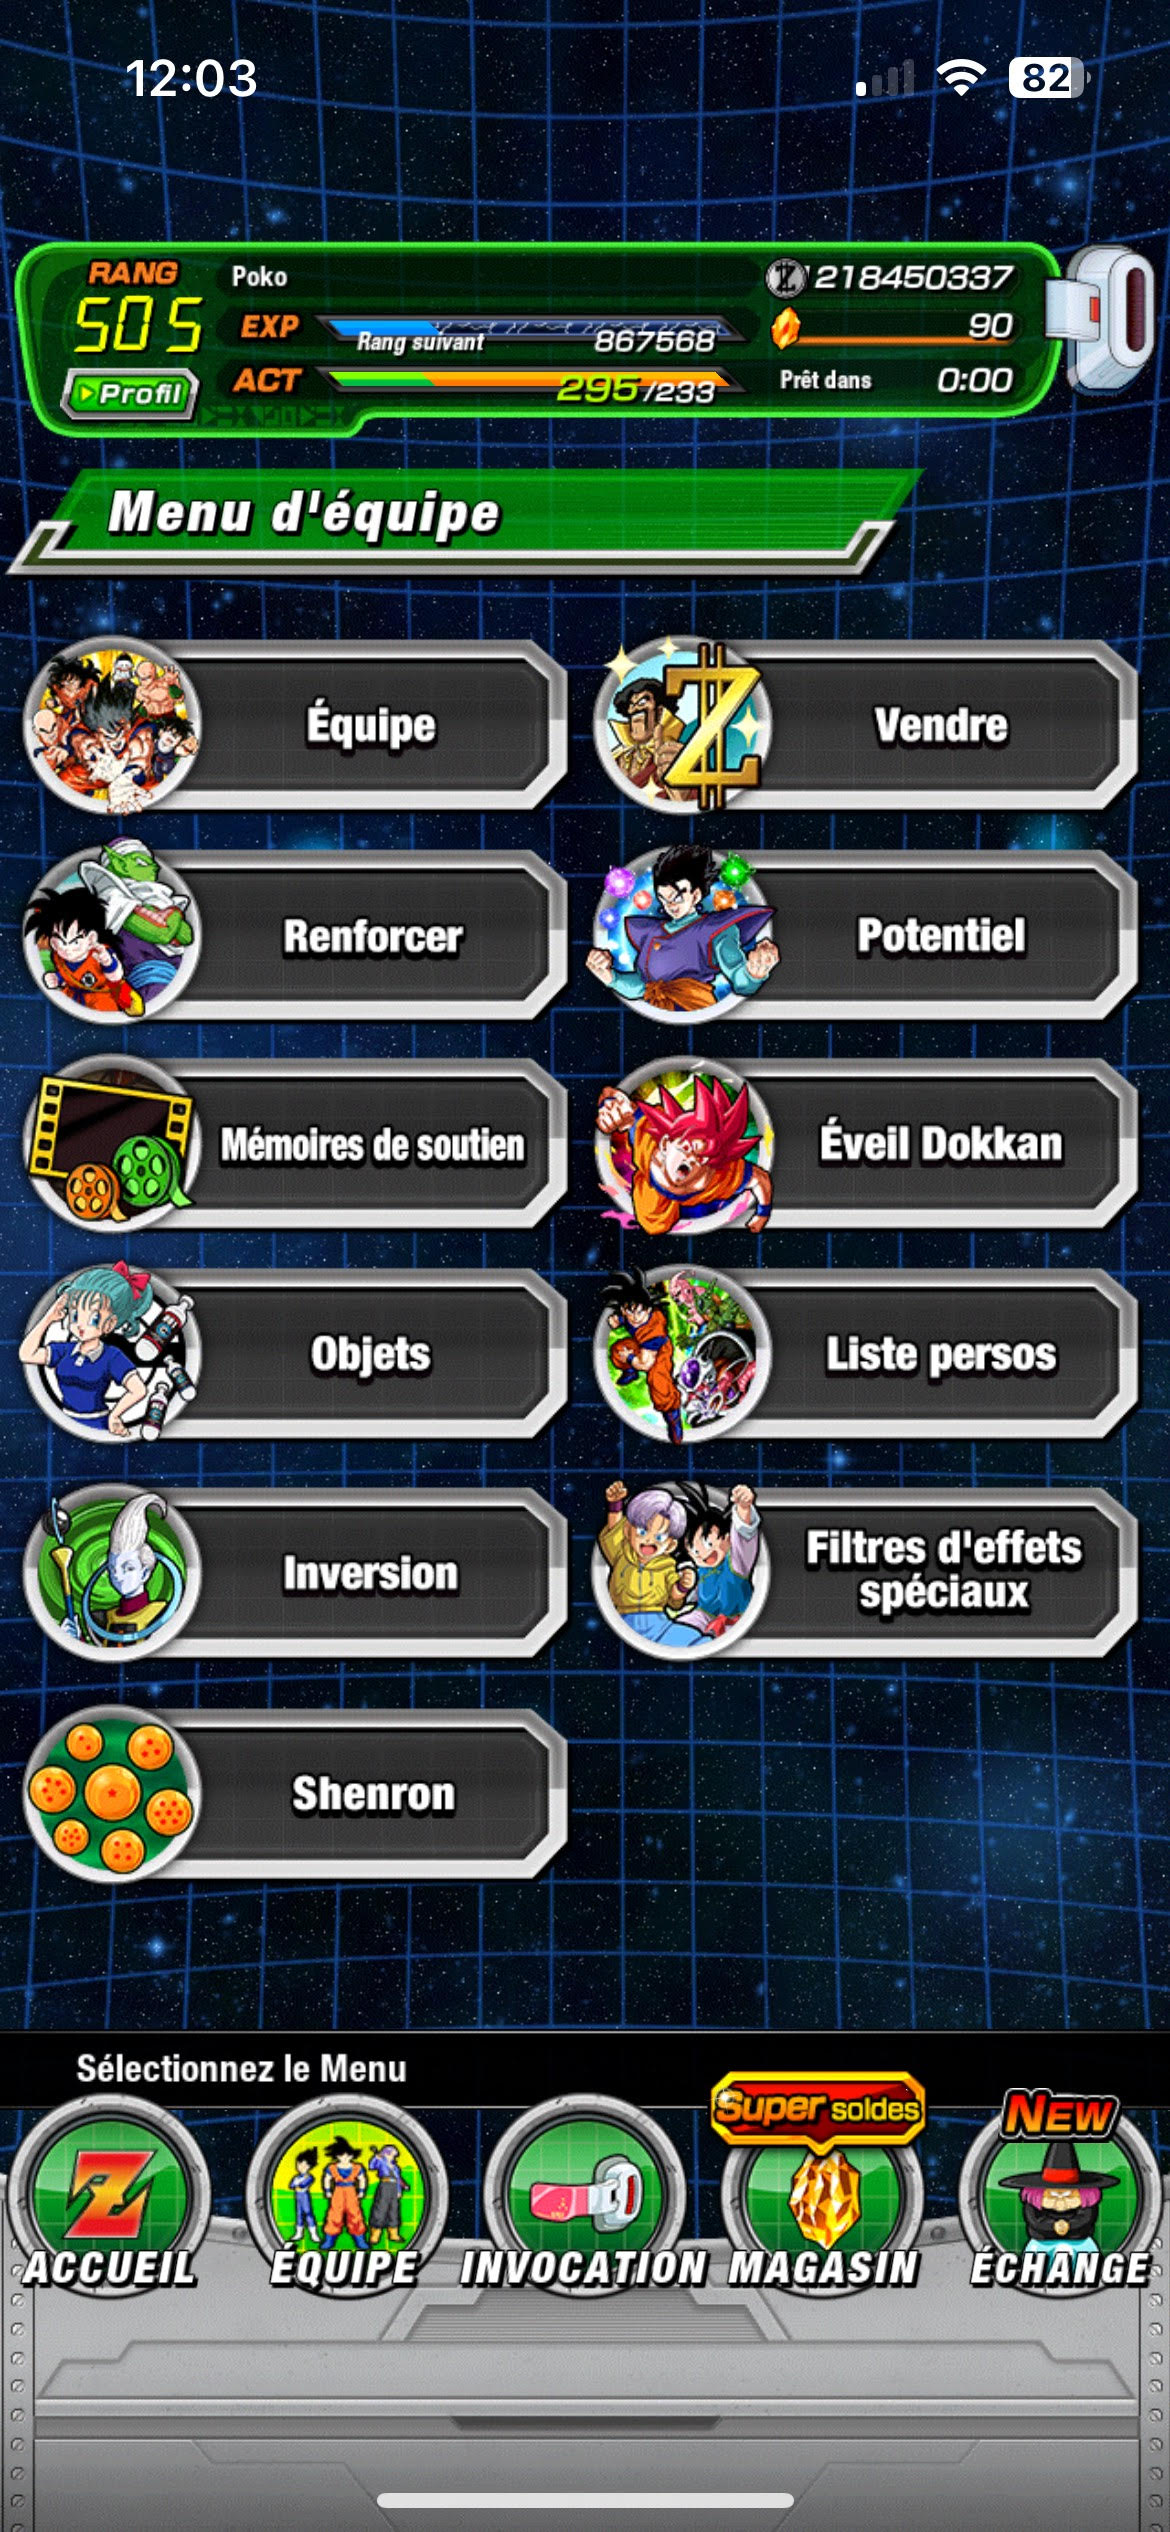 12:03
82
RANG
505
Poko
218450337
EXP
Rang suivant
867568
90
ACT
295/233
Prêt dans
0:00
Profil
Menu d'équipe
Équipe
Vendre
Renforcer
Potentiel
Mémoires de soutien
Éveil Dokkan
Objets
Liste persos
Inversion
Filtres d'effets
spéciaux
Shenron
Sélectionnez le Menu
Super soldes
NEW
ACCUEIL
ÉQUIPE
INVOCATION
MAGASIN
ÉCHANGE